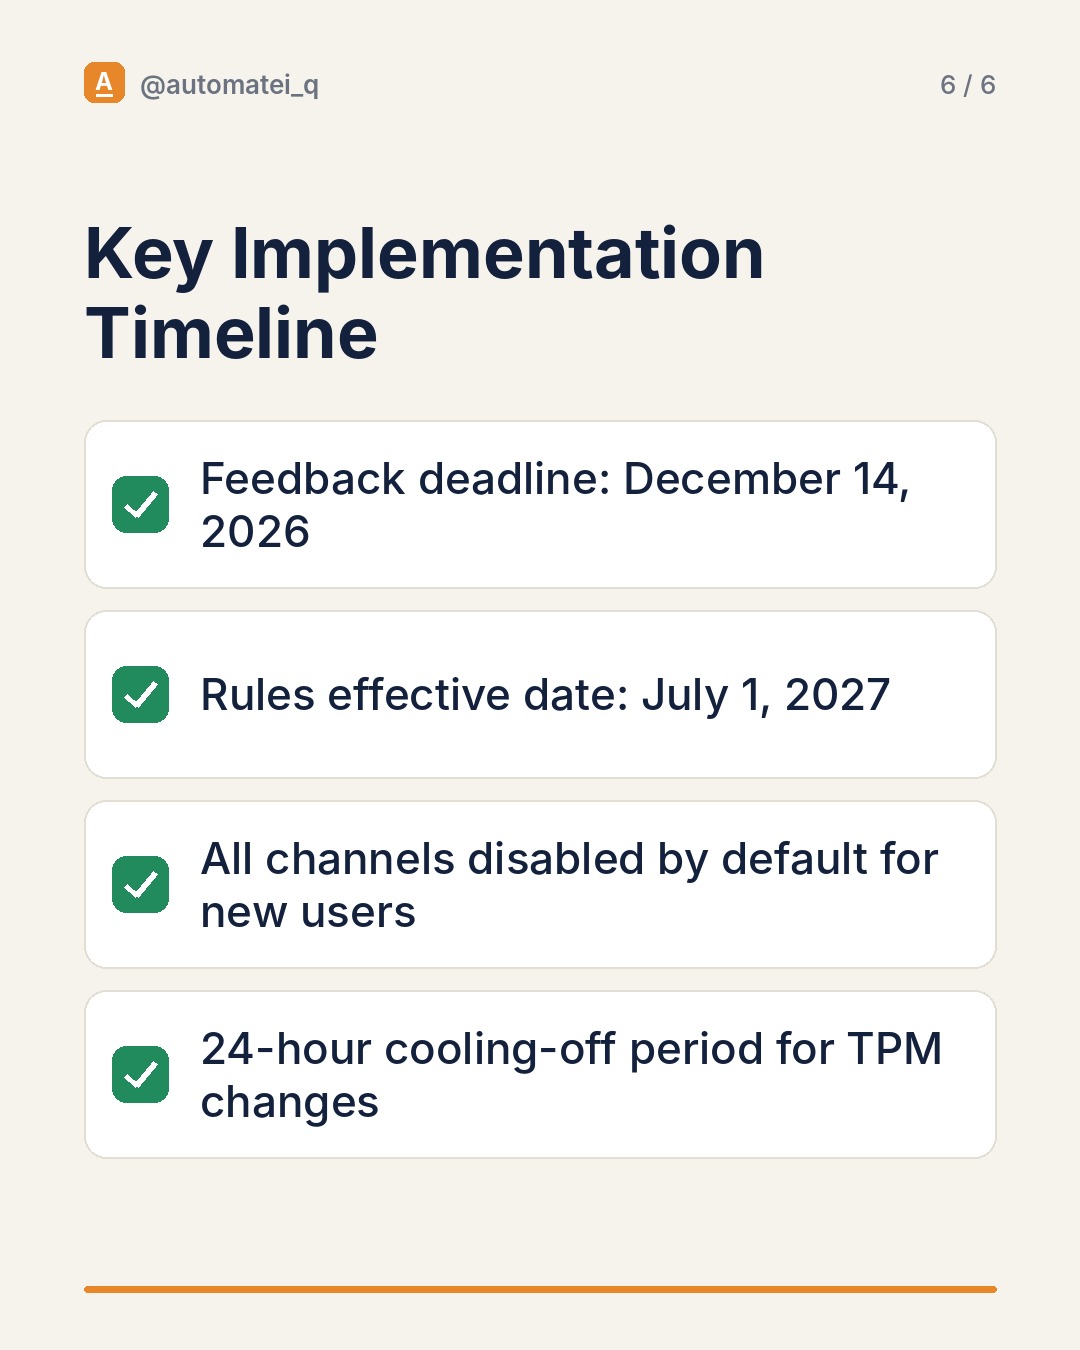 A @automatei_q
6 / 6
Key Implementation
Timeline
Feedback deadline: December 14,
2026
Rules effective date: July 1, 2027
All channels disabled by default for
new users
24-hour cooling-off period for TPM
changes